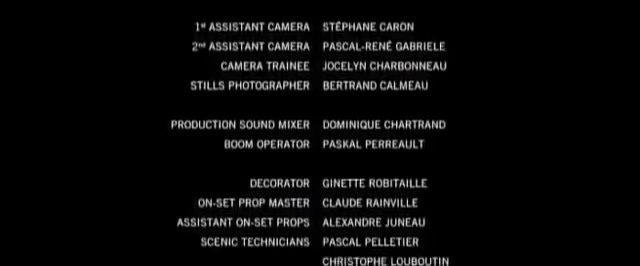 1st ASSISTANT CAMERA STÉPHANE CARON
2nd ASSISTANT CAMERA PASCAL-RENÉ GABRIELE
CAMERA TRAINEE JOCELYN CHARBONNEAU
STILLS PHOTOGRAPHER BERTRAND CALMEAU
PRODUCTION SOUND MIXER DOMINIQUE CHARTRAND
BOOM OPERATOR PASKAL PERREAULT
DECORATOR GINETTE ROBITAILLE
ON-SET PROP MASTER CLAUDE RAINVILLE
ASSISTANT ON-SET PROPS ALEXANDRE JUNEAU
SCENIC TECHNICIANS PASCAL PELLETIER
CHRISTOPHE LOUBOUTIN